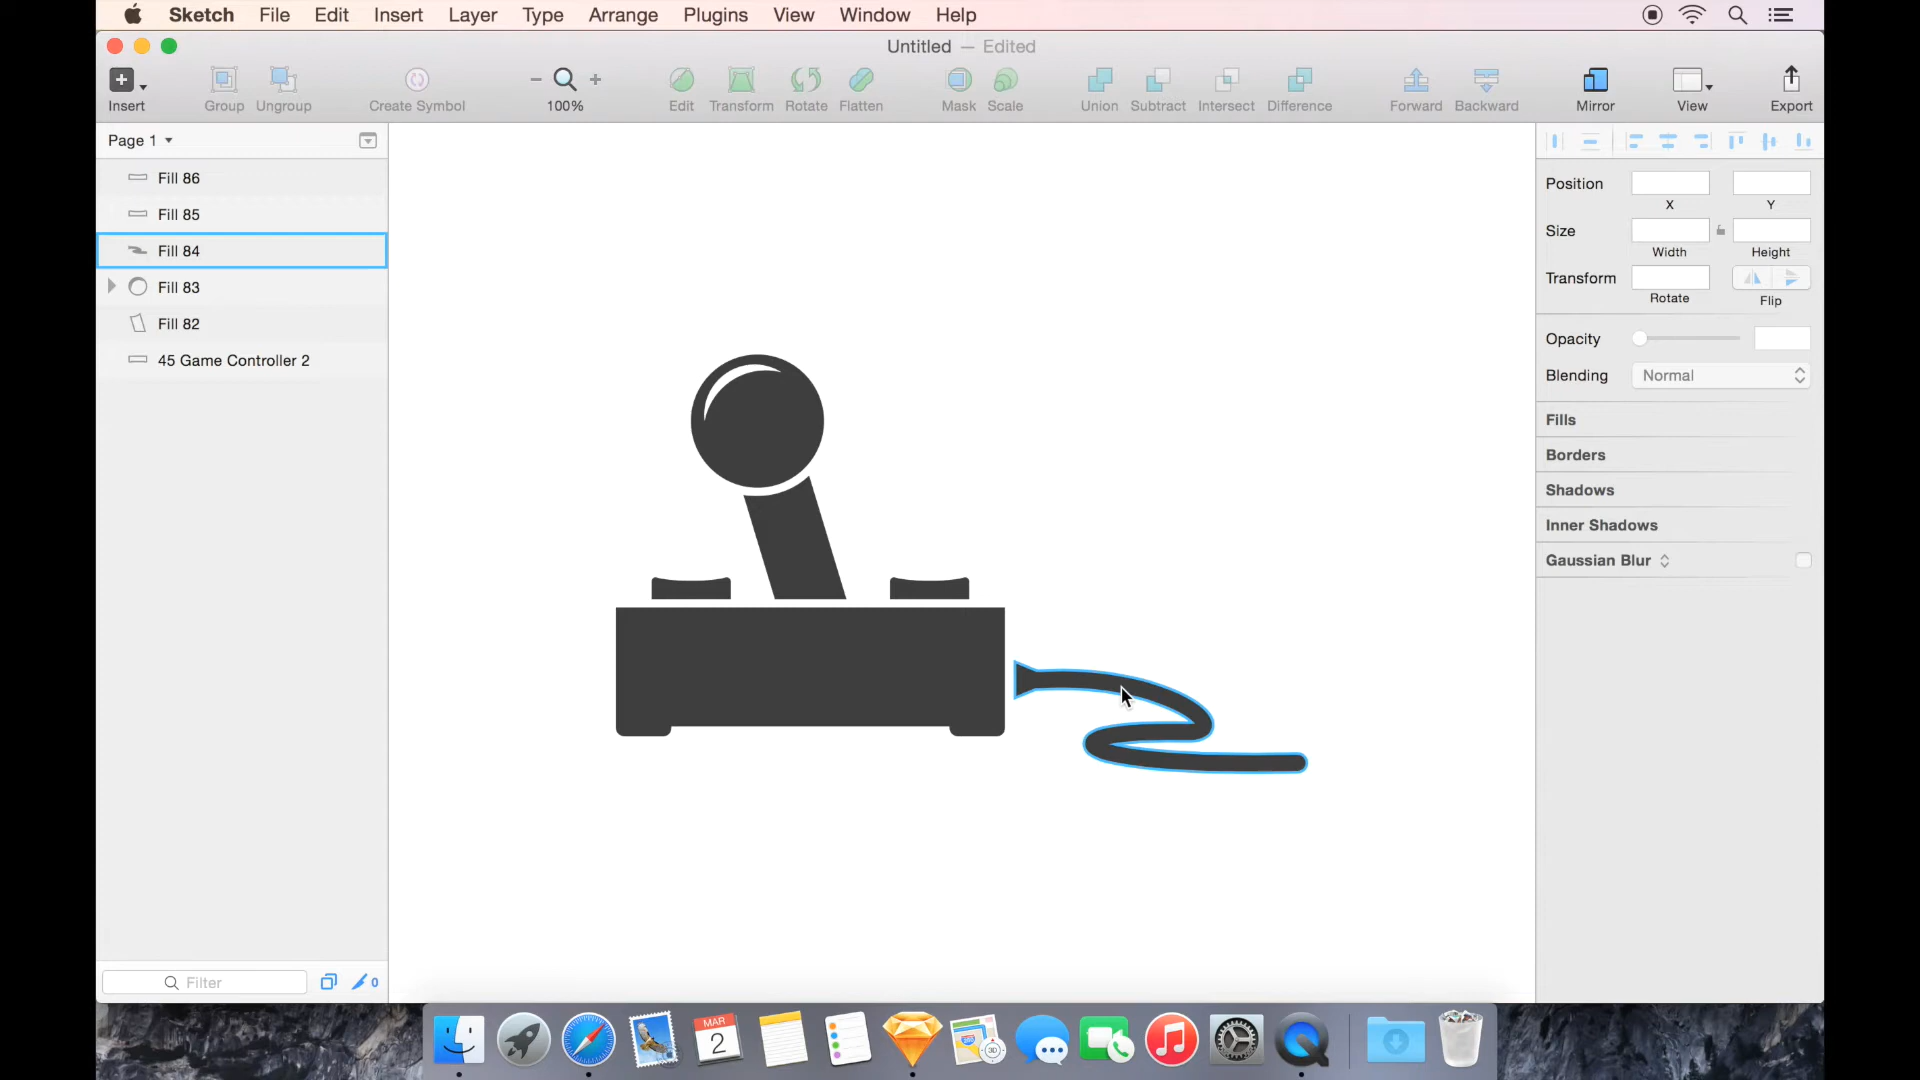 Sketch File Edit Insert Layer Type Arrange Plugins View Window Help
Untitled — Edited
Insert Group Ungroup Create Symbol 100% Edit Transform Rotate Flatten Mask Scale Union Subtract Intersect Difference Forward Backward Mirror View Export
Page 1
Fill 86
Fill 85
Fill 84
Fill 83
Fill 82
45 Game Controller 2
Filter
0
Position
X Y
Size
Width Height
Transform
Rotate Flip
Opacity
Blending Normal
Fills
Borders
Shadows
Inner Shadows
Gaussian Blur
MAR
2